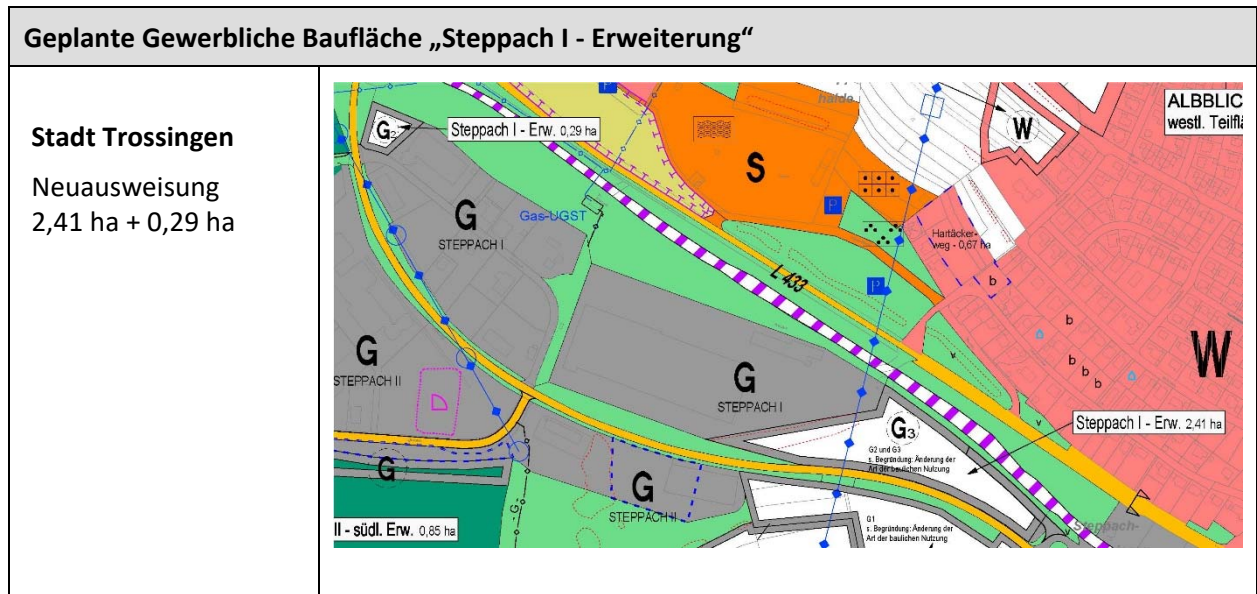 Geplante Gewerbliche Baufläche „Steppach I - Erweiterung“
Stadt Trossingen
Neuausweisung
2,41 ha + 0,29 ha
P
halde
W
ALBBLIC
westl. Teilflä
G2
Steppach I - Erw. 0,29 ha
S
G
STEPPACH I
Gas-UGST
P
Hartäcker-
weg - 0,67 ha
L 433
P
b
b
b
b
b
W
G
STEPPACH II
G
STEPPACH I
Steppach I - Erw. 2,41 ha
G3
G2 und G3
s. Begründung: Änderung der
Art der baulichen Nutzung
G
G
STEPPACH II
G
G1
s. Begründung: Änderung der
Art der baulichen Nutzung
II - südl. Erw. 0,85 ha
Steppach-